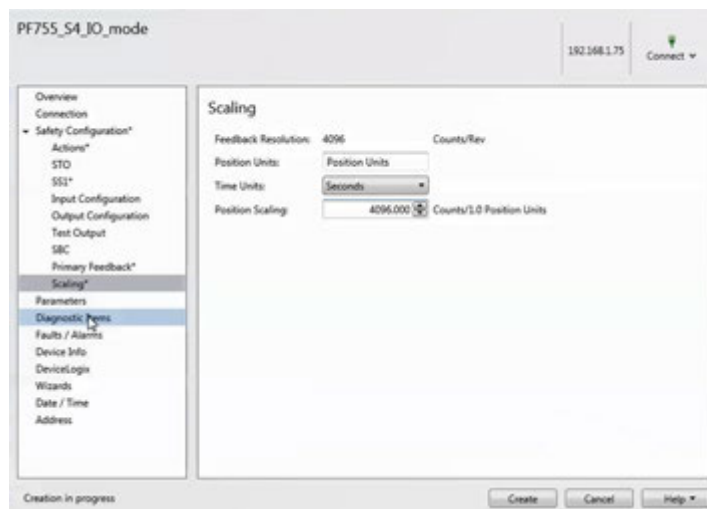 PF755_S4_IO_mode
192.168.1.75
Connect
Overview
Connection
Safety Configuration*
Actions*
STO
SS1*
Input Configuration
Output Configuration
Test Output
SBC
Primary Feedback*
Scaling*
Parameters
Diagnostic Items
Faults / Alarms
Device Info
DeviceLogix
Wizards
Date / Time
Address
Scaling
Feedback Resolution: 4096 Counts/Rev
Position Units: Position Units
Time Units: Seconds
Position Scaling: 4096.000 Counts/1.0 Position Units
Creation in progress
Create Cancel Help